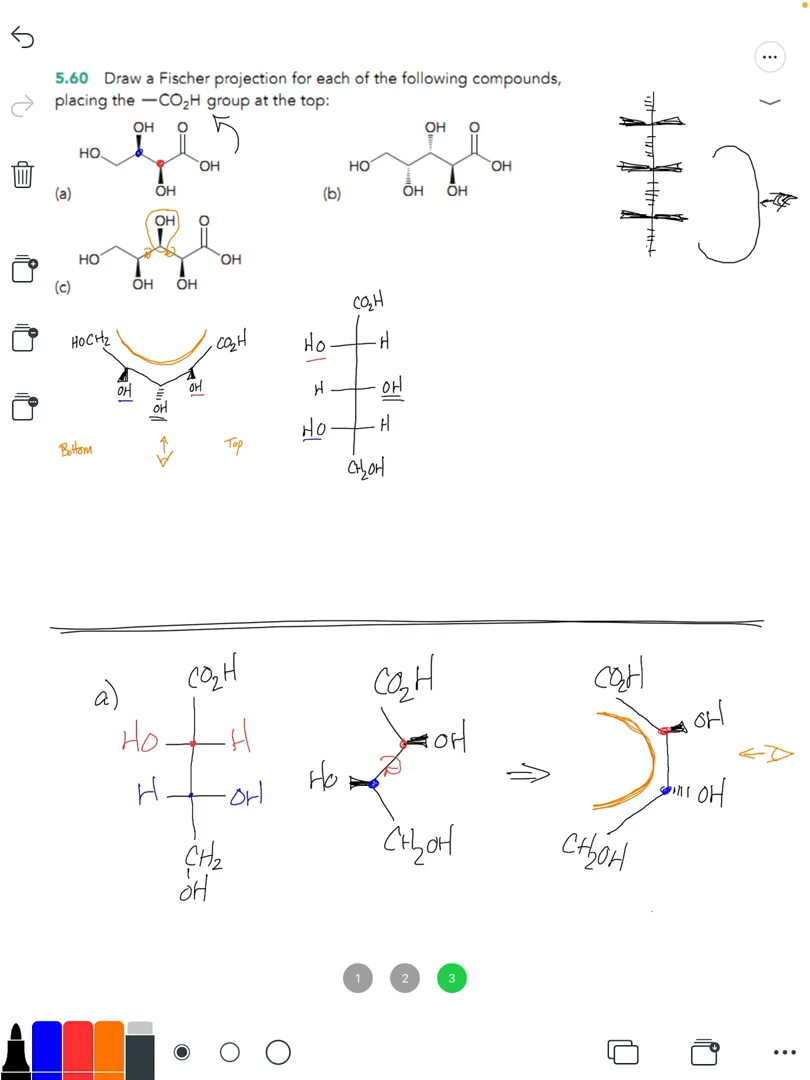 5.60 Draw a Fischer projection for each of the following compounds,
placing the —CO₂H group at the top:
OH O
HO OH
OH
(a)
OH O
HO OH
OH OH
(b)
OH O
HO OH
OH OH
(c)
HOCH₂ CO₂H
OH OH
OH
Bottom Top
CO₂H
HO H
H OH
HO H
CH₂OH
a)
CO₂H
HO H
H OH
CH₂
OH
CO₂H
OH
HO
CH₂OH
CO₂H
OH
OH
CH₂OH
1 2 3